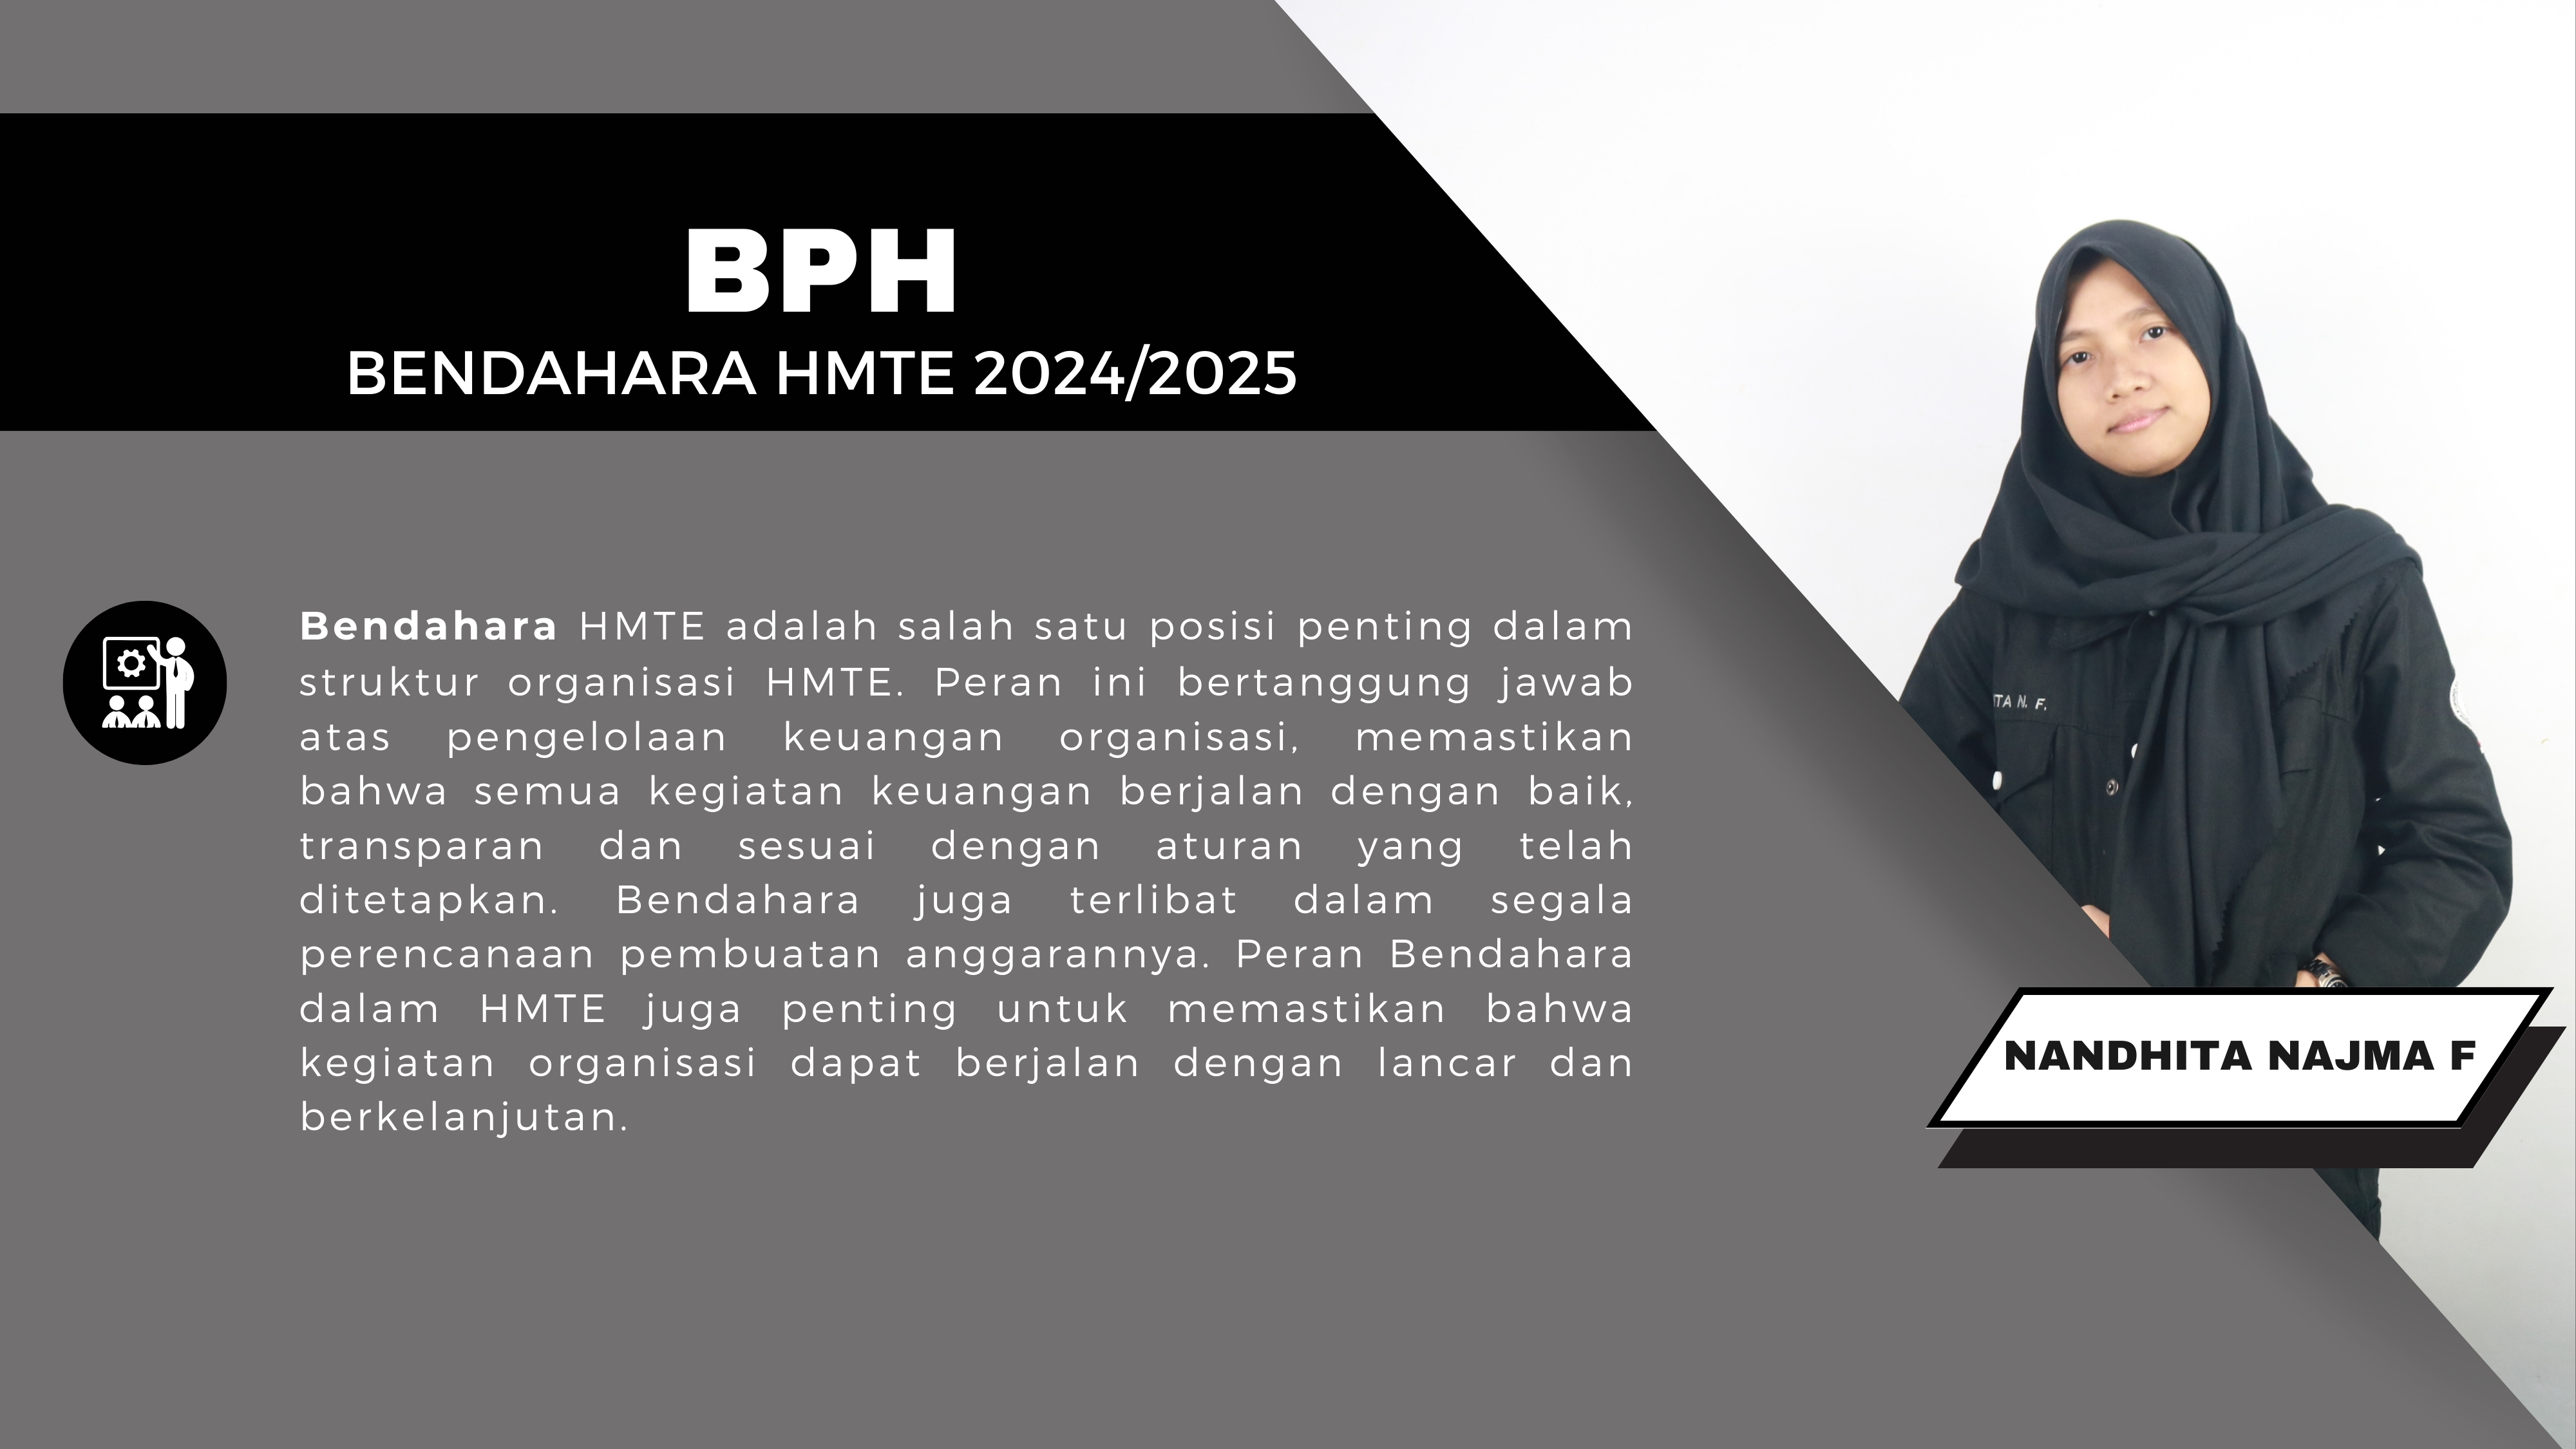 BPH
BENDAHARA HMTE 2024/2025
Bendahara HMTE adalah salah satu posisi penting dalam
struktur organisasi HMTE. Peran ini bertanggung jawab
atas pengelolaan keuangan organisasi, memastikan
bahwa semua kegiatan keuangan berjalan dengan baik,
transparan dan sesuai dengan aturan yang telah
ditetapkan. Bendahara juga terlibat dalam segala
perencanaan pembuatan anggarannya. Peran Bendahara
dalam HMTE juga penting untuk memastikan bahwa
kegiatan organisasi dapat berjalan dengan lancar dan
berkelanjutan.
ITA N. F.
NANDHITA NAJMA F